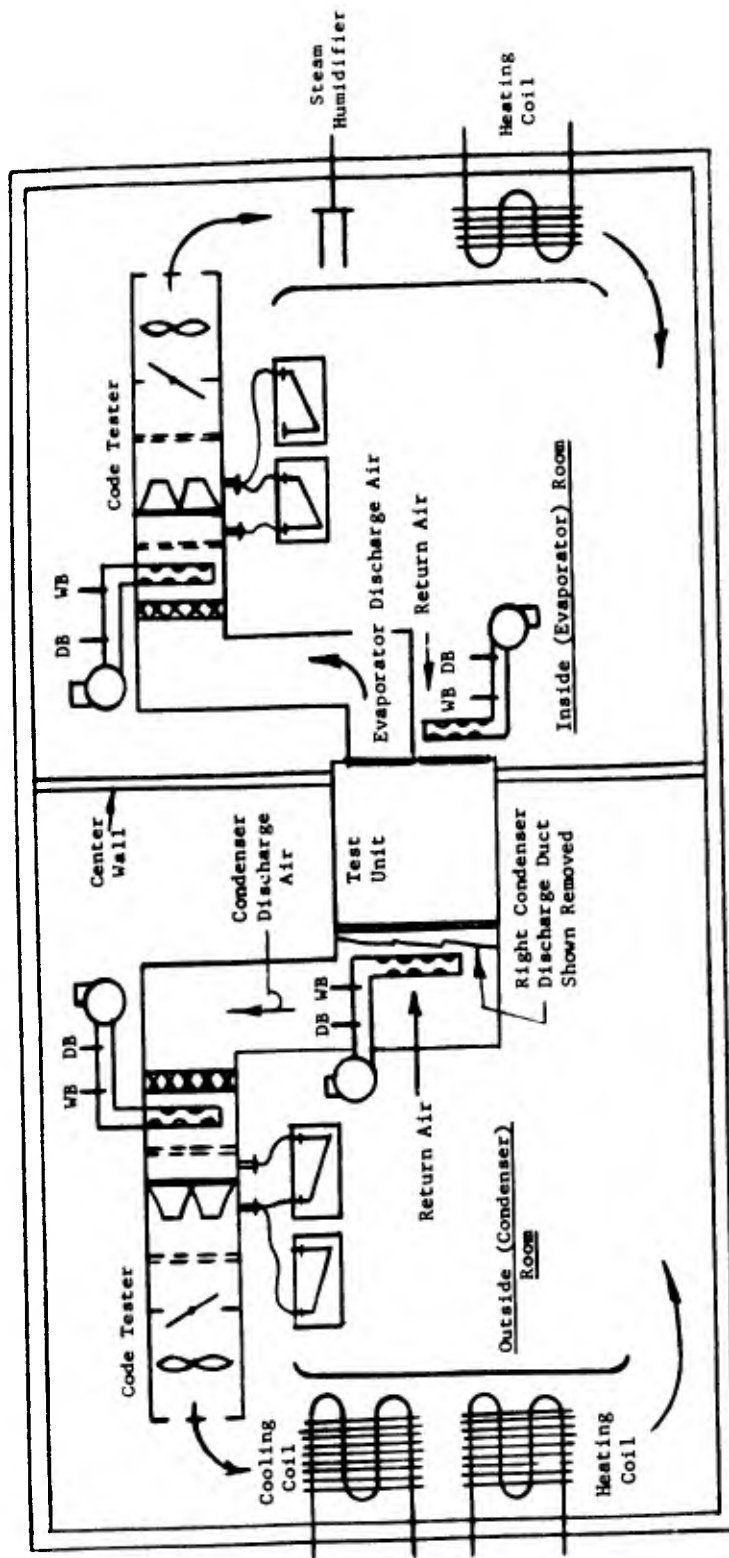 Code Tester
WB
DB
Center
Wall
DB
WB
Code Tester
Steam
Humidifier
Cooling
Coil
Condenser
Discharge
Air
Evaporator Discharge Air
Return Air
DB
WB
Test
Unit
WB
DB
Return Air
Heating
Coil
Outside (Condenser)
Room
Right Condenser
Discharge Duct
Shown Removed
Inside (Evaporator) Room
Heating
Coil